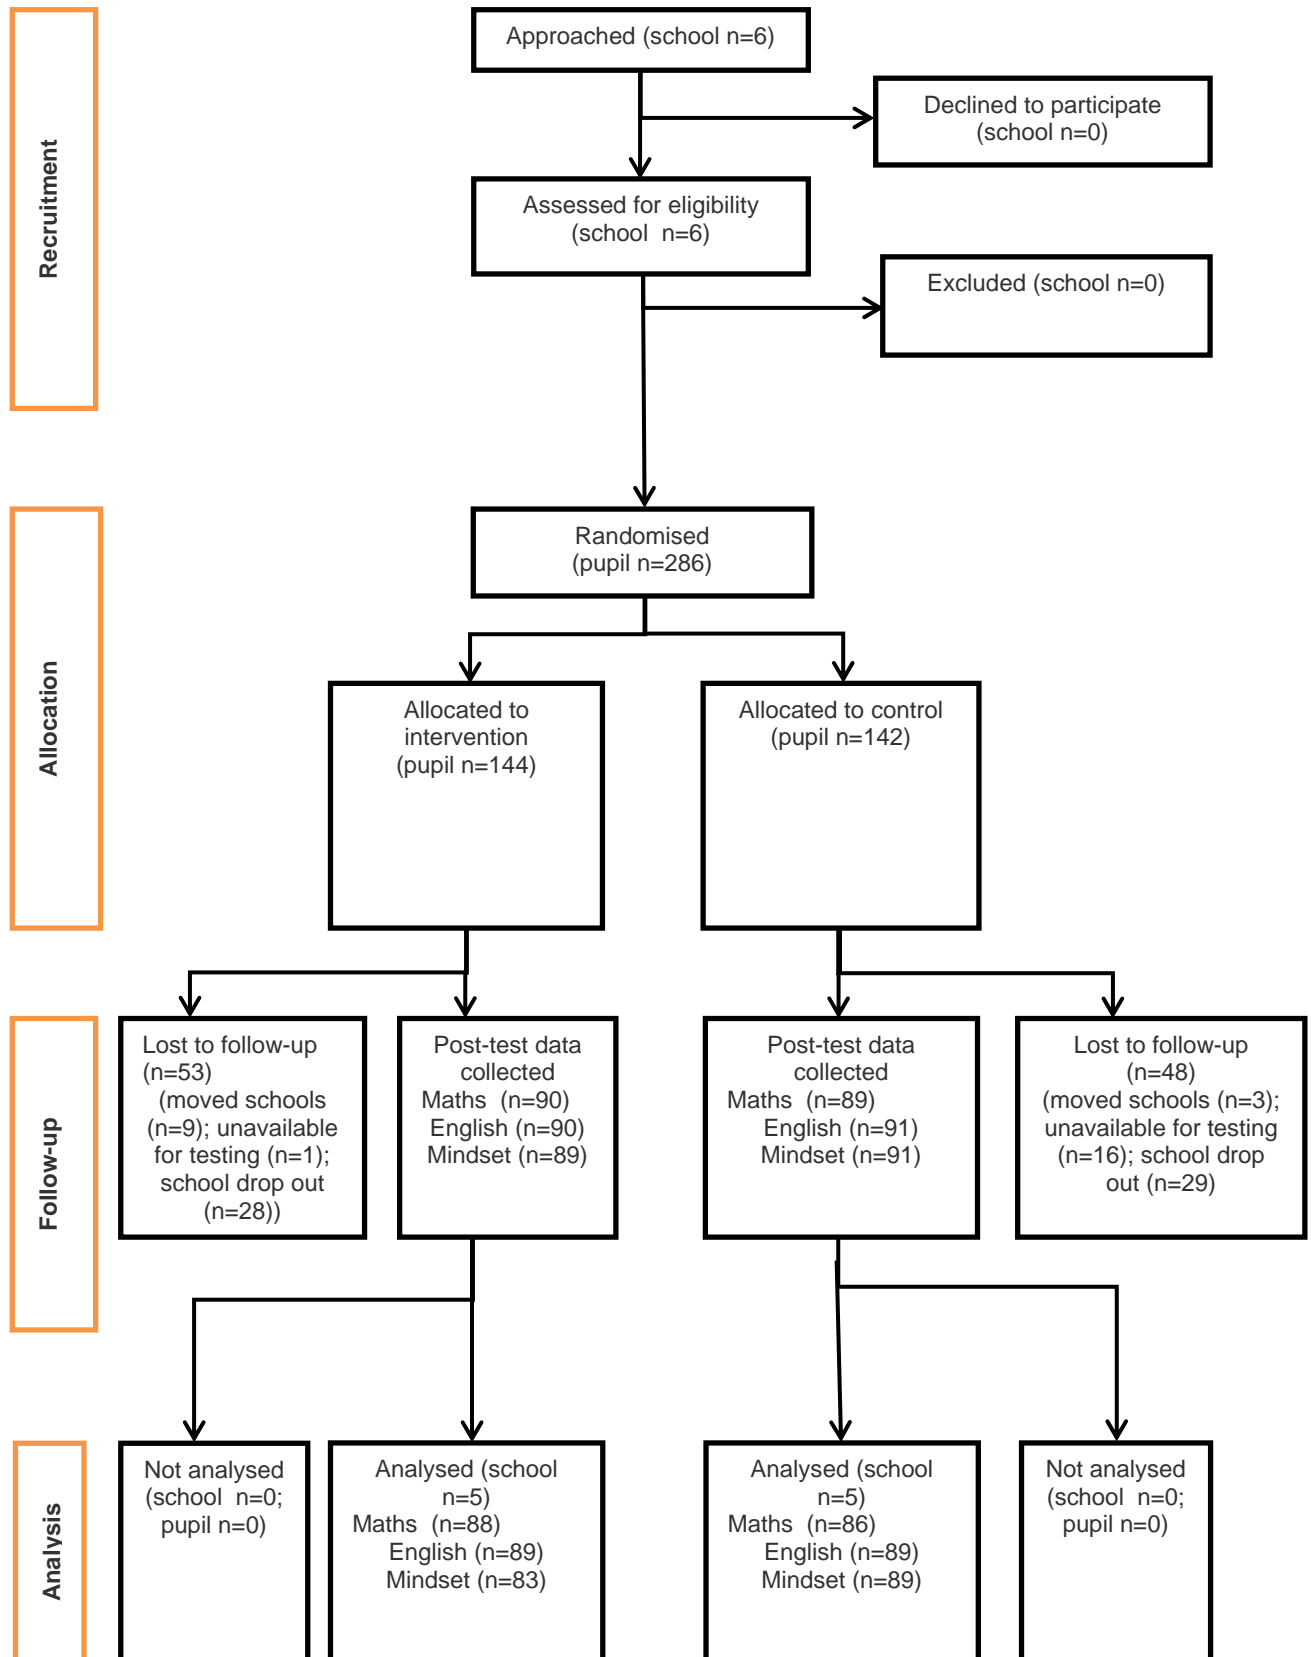 Recruitment
Approached (school n=6)
Declined to participate
(school n=0)
Assessed for eligibility
(school n=6)
Excluded (school n=0)
Allocation
Randomised
(pupil n=286)
Allocated to
intervention
(pupil n=144)
Allocated to control
(pupil n=142)
Follow-up
Lost to follow-up
(n=53)
(moved schools
(n=9); unavailable
for testing (n=1);
school drop out
(n=28))
Post-test data
collected
Maths (n=90)
English (n=90)
Mindset (n=89)
Post-test data
collected
Maths (n=89)
English (n=91)
Mindset (n=91)
Lost to follow-up
(n=48)
(moved schools (n=3);
unavailable for testing
(n=16); school drop
out (n=29)
Analysis
Not analysed
(school n=0;
pupil n=0)
Analysed (school
n=5)
Maths (n=88)
English (n=89)
Mindset (n=83)
Analysed (school
n=5)
Maths (n=86)
English (n=89)
Mindset (n=89)
Not analysed
(school n=0;
pupil n=0)